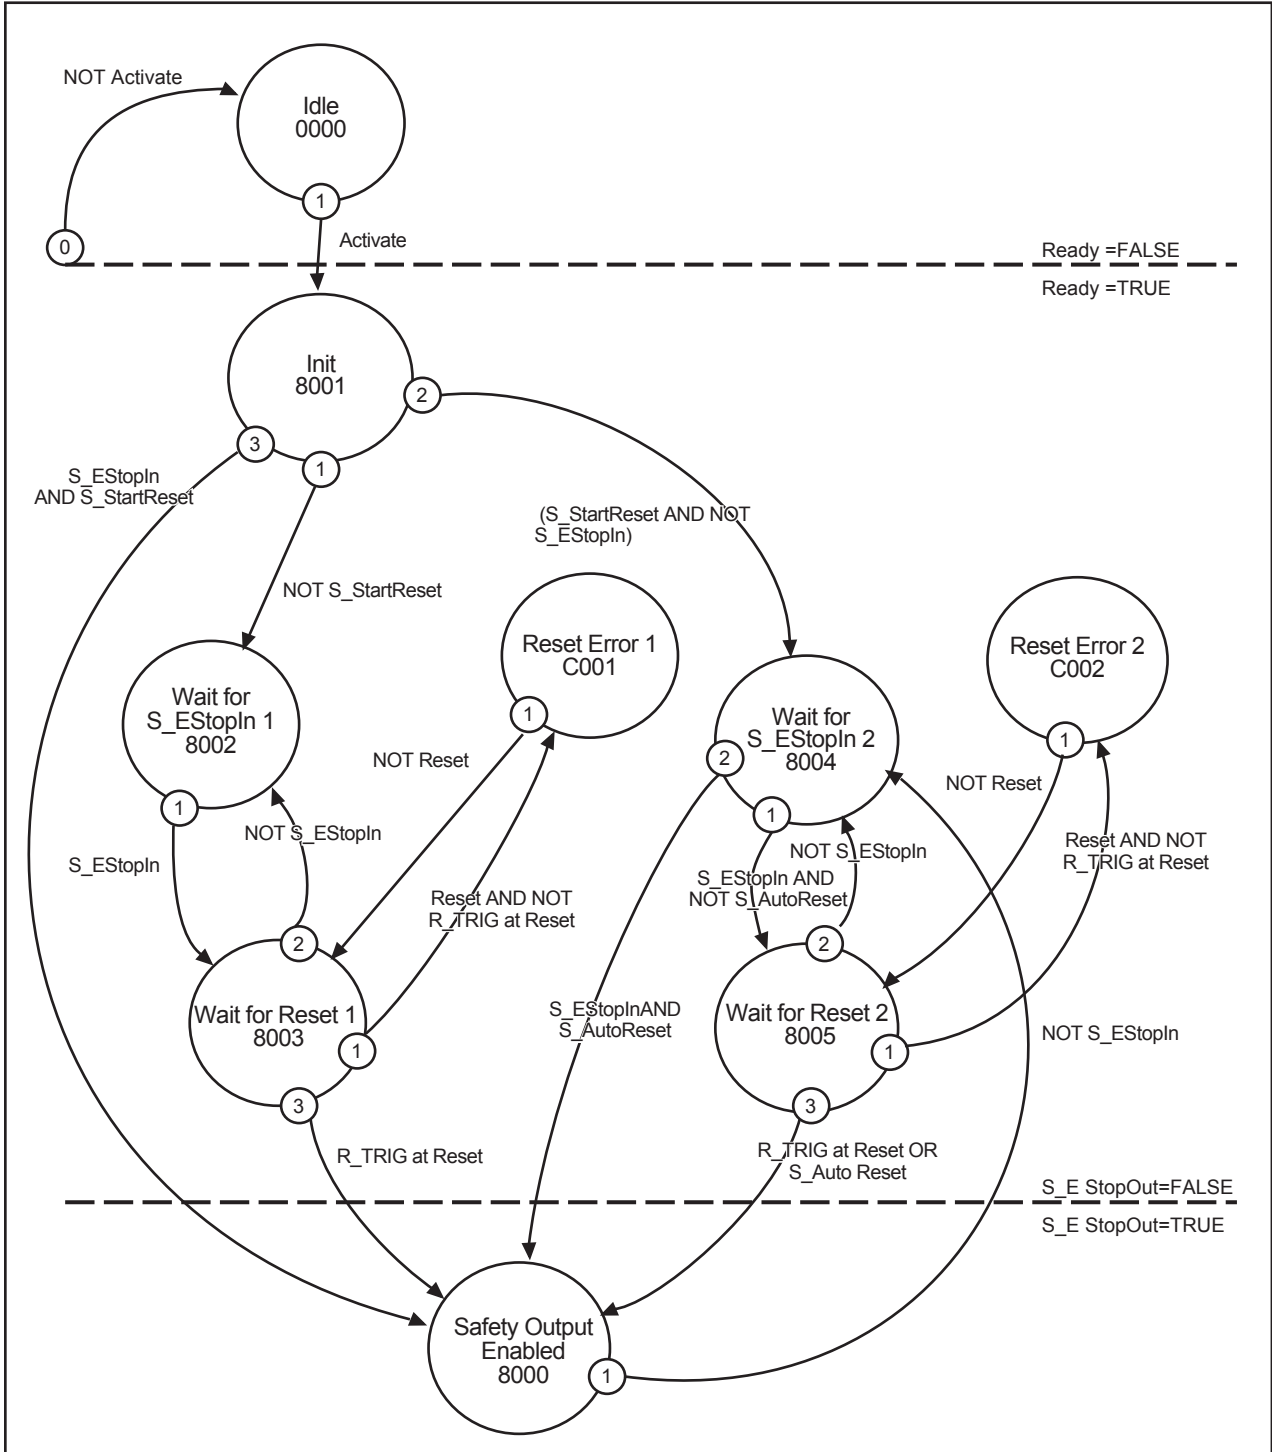 NOT Activate
Idle
0000
1
0
Activate
Ready =FALSE
Ready =TRUE
Init
8001
2
3
1
S_EStopIn
AND S_StartReset
(S_StartReset AND NOT
S_EStopIn)
NOT S_StartReset
Reset Error 1
C001
1
Reset Error 2
C002
1
Wait for
S_EStopIn 1
8002
1
Wait for
S_EStopIn 2
8004
2
1
NOT Reset
NOT Reset
NOT S_EStopIn
S_EStopIn
NOT S_EStopIn
S_EStopIn AND
NOT S_AutoReset
Reset AND NOT
R_TRIG at Reset
Reset AND NOT
R_TRIG at Reset
2
Wait for Reset 1
8003
1
3
2
Wait for Reset 2
8005
1
3
S_EStopInAND
S_AutoReset
NOT S_EStopIn
R_TRIG at Reset
R_TRIG at Reset OR
S_Auto Reset
S_E StopOut=FALSE
S_E StopOut=TRUE
Safety Output
Enabled
8000
1